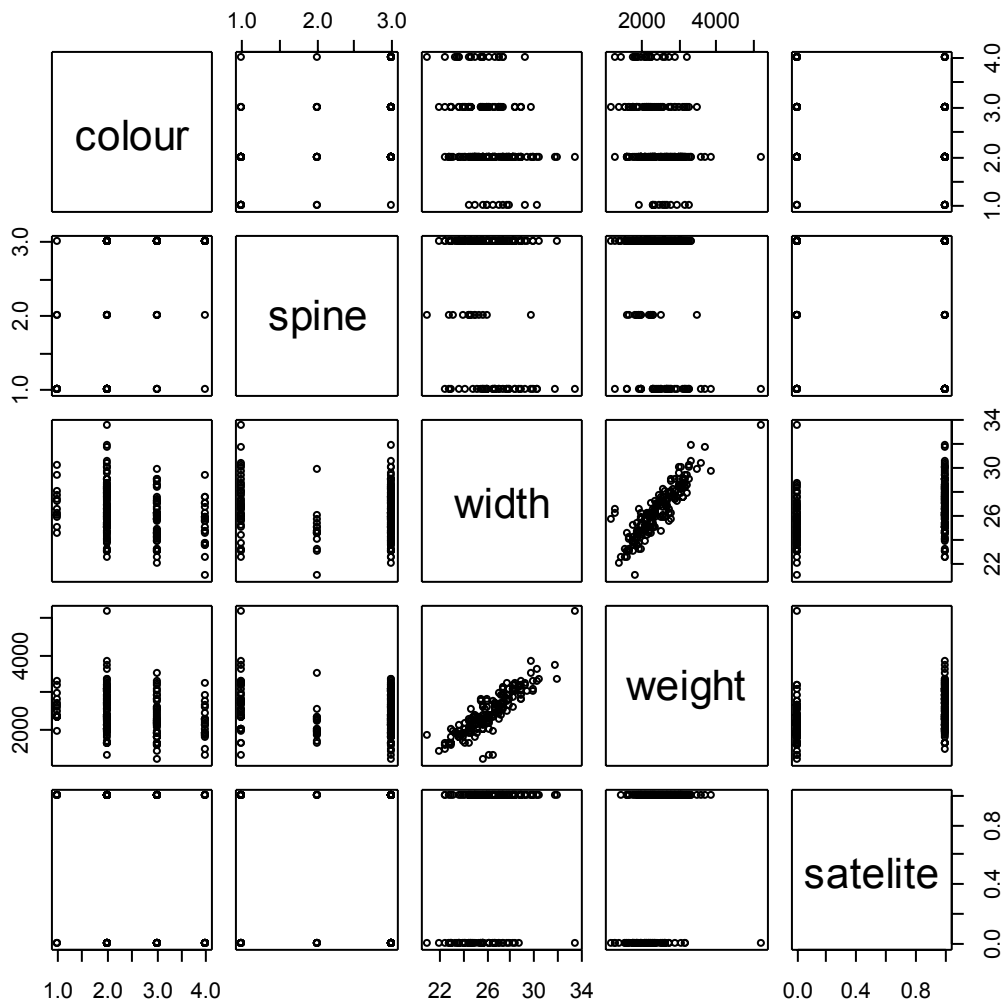 1.0 2.0 3.0 2000 4000
colour 1.0 2.0 3.0 4.0
1.0 2.0 3.0 spine
width 22 26 30 34
2000 4000 weight
satelite 0.0 0.4 0.8
1.0 2.0 3.0 4.0 22 26 30 34 0.0 0.4 0.8